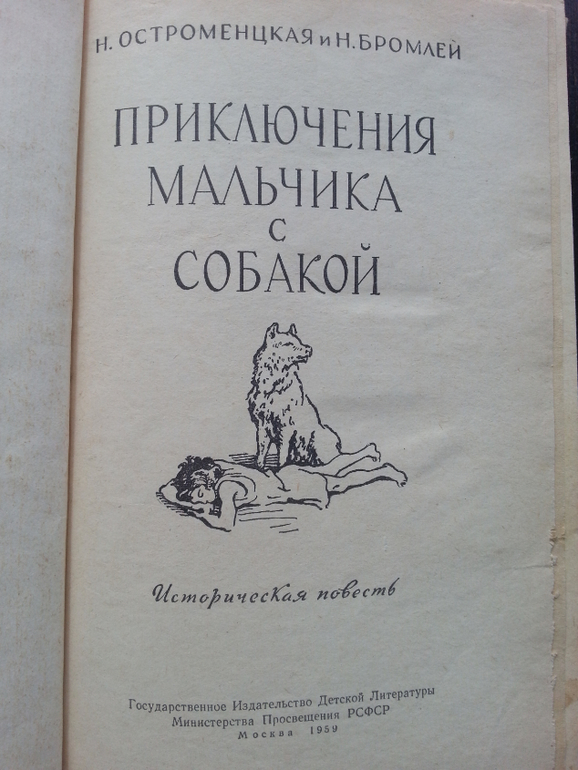 Н. ОСТРОМЕНЦКАЯ и Н. БРОМЛЕЙ
ПРИКЛЮЧЕНИЯ
МАЛЬЧИКА
С
СОБАКОЙ
Историческая повесть
Государственное Издательство Детской Литературы
Министерства Просвещения РСФСР
Москва 1959